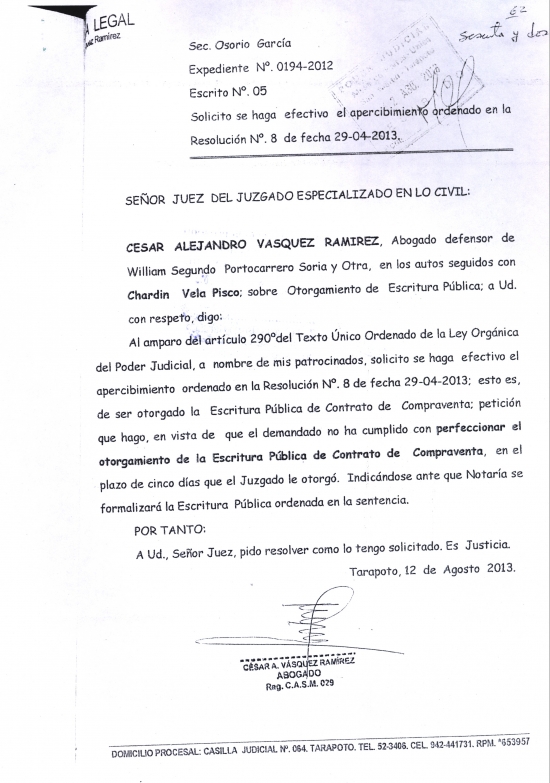 LEGAL
Ramirez
62
Sesenta y dos
Sec. Osorio García
Expediente Nº. 0194-2012
Escrito Nº. 05
Solicito se haga efectivo el apercibimiento ordenado en la
Resolución Nº. 8 de fecha 29-04-2013.
SEÑOR JUEZ DEL JUZGADO ESPECIALIZADO EN LO CIVIL:
CESAR ALEJANDRO VASQUEZ RAMIREZ, Abogado defensor de
William Segundo Portocarrero Soria y Otra, en los autos seguidos con
Chardin Vela Pisco; sobre Otorgamiento de Escritura Pública; a Ud.
con respeto, digo:
Al amparo del artículo 290ºdel Texto Único Ordenado de la Ley Orgánica
del Poder Judicial, a nombre de mis patrocinados, solicito se haga efectivo el
apercibimiento ordenado en la Resolución Nº. 8 de fecha 29-04-2013; esto es,
de ser otorgado la Escritura Pública de Contrato de Compraventa; petición
que hago, en vista de que el demandado no ha cumplido con perfeccionar el
otorgamiento de la Escritura Pública de Contrato de Compraventa, en el
plazo de cinco días que el Juzgado le otorgó. Indicándose ante que Notaría se
formalizará la Escritura Pública ordenada en la sentencia.
POR TANTO:
A Ud., Señor Juez, pido resolver como lo tengo solicitado. Es Justicia.
Tarapoto, 12 de Agosto 2013.
CÉSAR A. VÁSQUEZ RAMÍREZ
ABOGADO
Reg. C.A.S.M. 029
DOMICILIO PROCESAL: CASILLA JUDICIAL Nº. 064. TARAPOTO. TEL. 52-3406. CEL. 942-441731. RPM. *653957